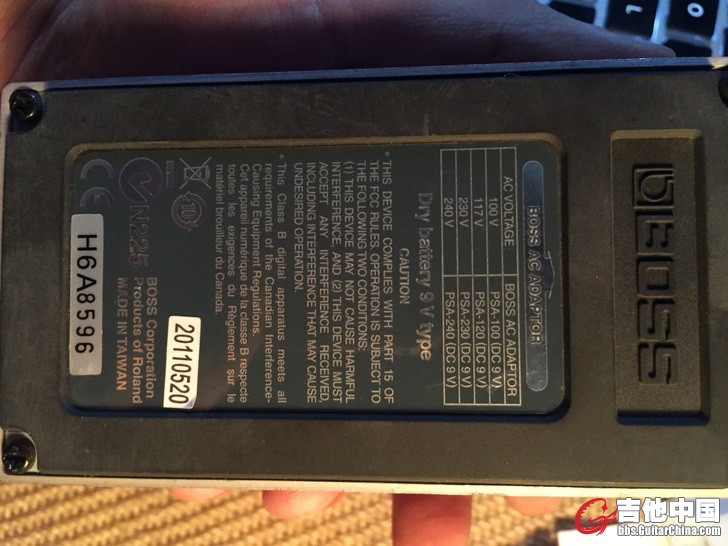 BOSS
BOSS AC ADAPTOR
AC VOLTAGE BOSS AC ADAPTOR
100 V PSA-100 (DC 9 V)
117 V PSA-120 (DC 9 V)
230 V PSA-230 (DC 9 V)
240 V PSA-240 (DC 9 V)
Dry battery 9 V type
CAUTION
* THIS DEVICE COMPLIES WITH PART 15 OF
THE FCC RULES. OPERATION IS SUBJECT TO
THE FOLLOWING TWO CONDITIONS:
(1) THIS DEVICE MAY NOT CAUSE HARMFUL
INTERFERENCE, AND (2) THIS DEVICE MUST
ACCEPT ANY INTERFERENCE RECEIVED,
INCLUDING INTERFERENCE THAT MAY CAUSE
UNDESIRED OPERATION.
* This Class B digital apparatus meets all
requirements of the Canadian Interference-
Causing Equipment Regulations.
Cet appareil numérique de la classe B respecte
toutes les exigences du Règlement sur le
matériel brouilleur du Canada.
10
CE
N225
BOSS Corporation
Products of Roland
MADE IN TAIWAN
20110520
H6A8596
L
O
吉他中国
bbs.GuitarChina.com